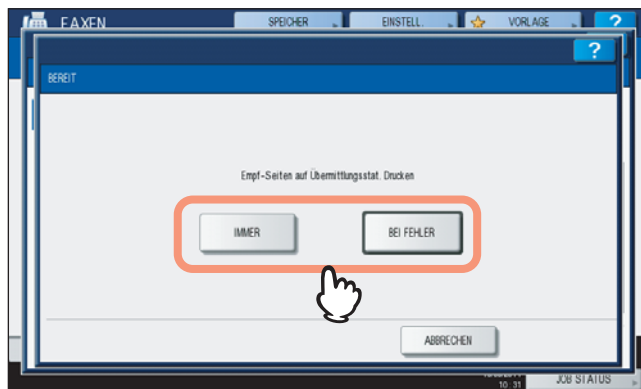 FAXEN SPEICHER EINSTELL. VORLAGE ?
?
BEREIT
Empf-Seiten auf Übermittlungsstat. Drucken
IMMER BEI FEHLER
ABBRECHEN
10:31 JOB STATUS